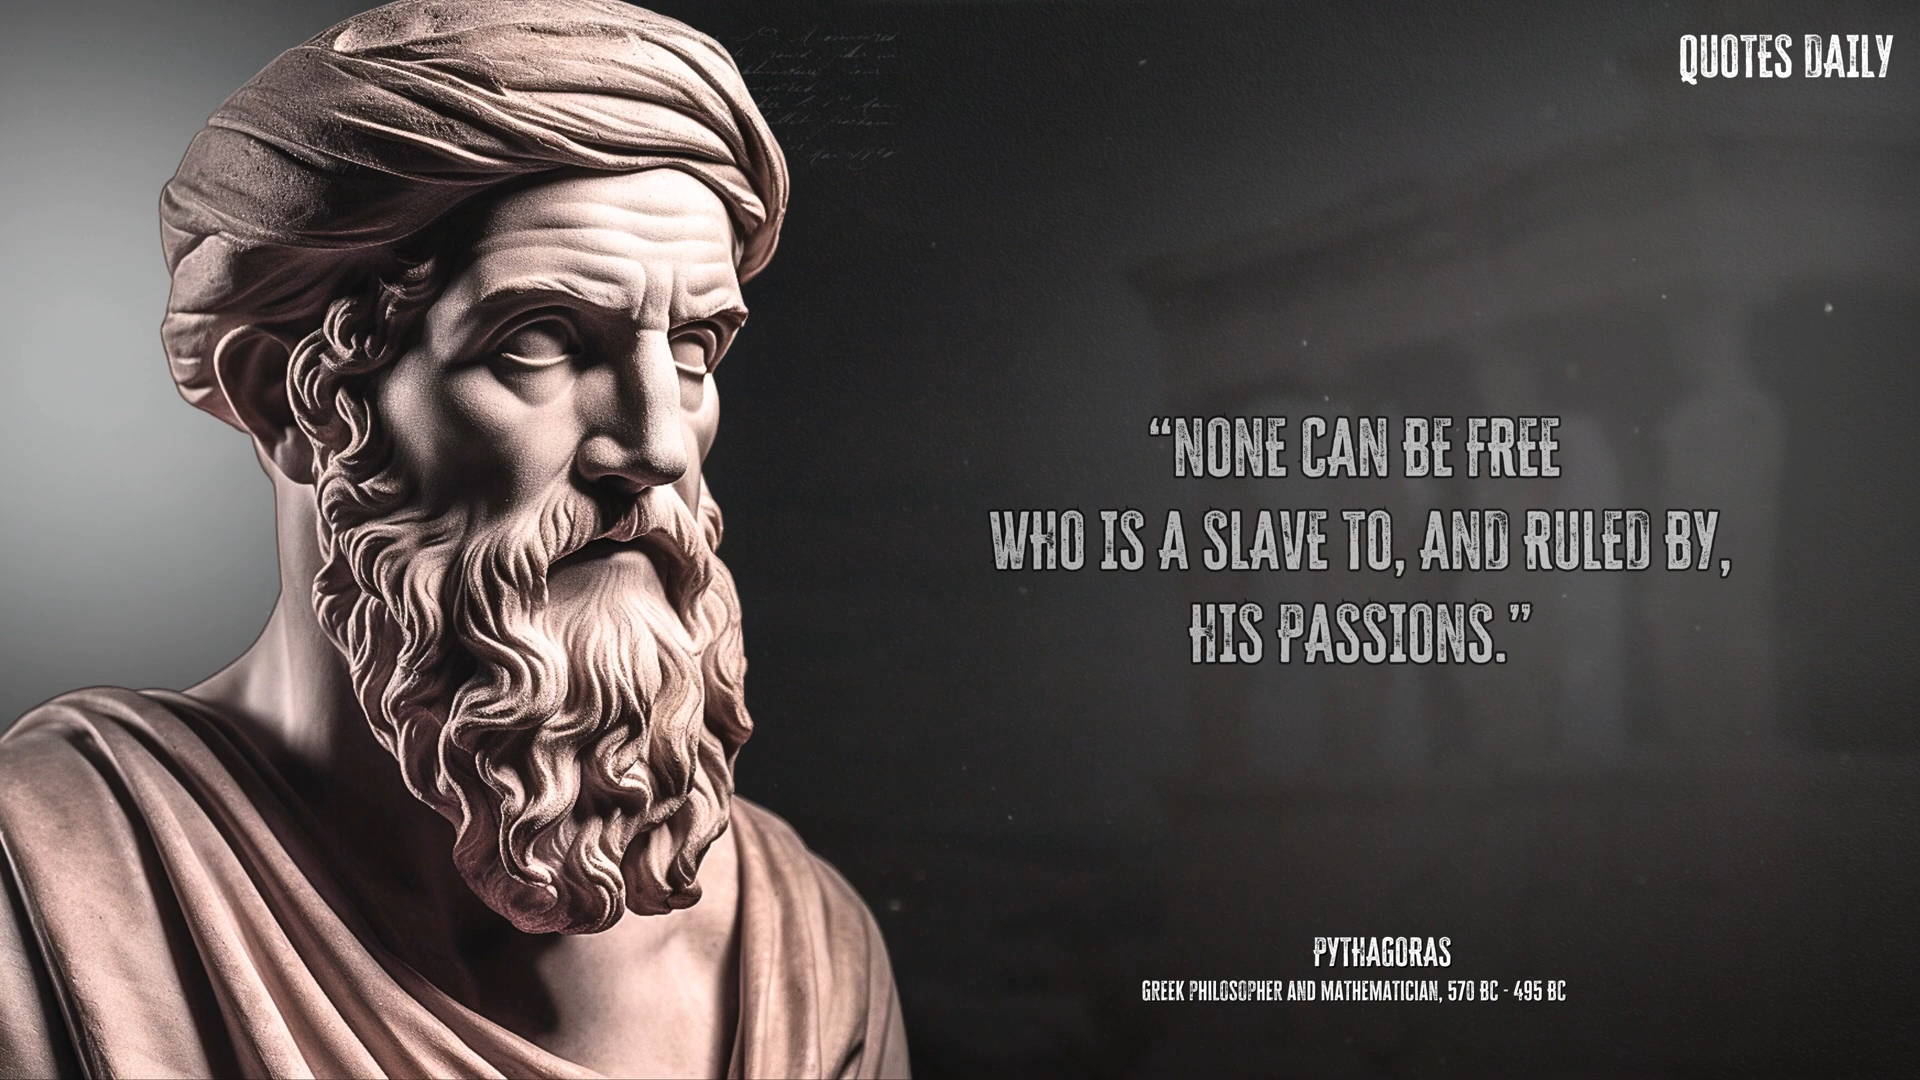 QUOTES DAILY
“NONE CAN BE FREE
WHO IS A SLAVE TO, AND RULED BY,
HIS PASSIONS.”
PYTHAGORAS
GREEK PHILOSOPHER AND MATHEMATICIAN, 570 BC - 495 BC